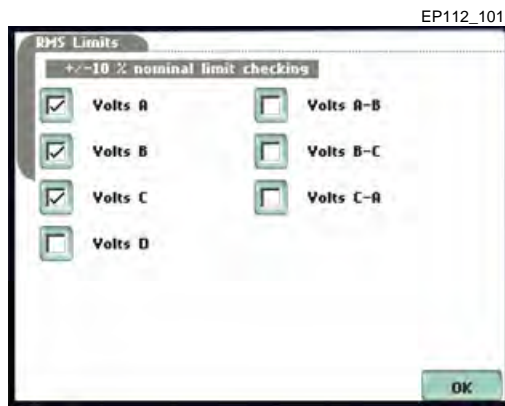 EP112_101
RMS Limits
+/-10 % nominal limit checking
Volts A
Volts A-B
Volts B
Volts B-C
Volts C
Volts C-A
Volts D
OK